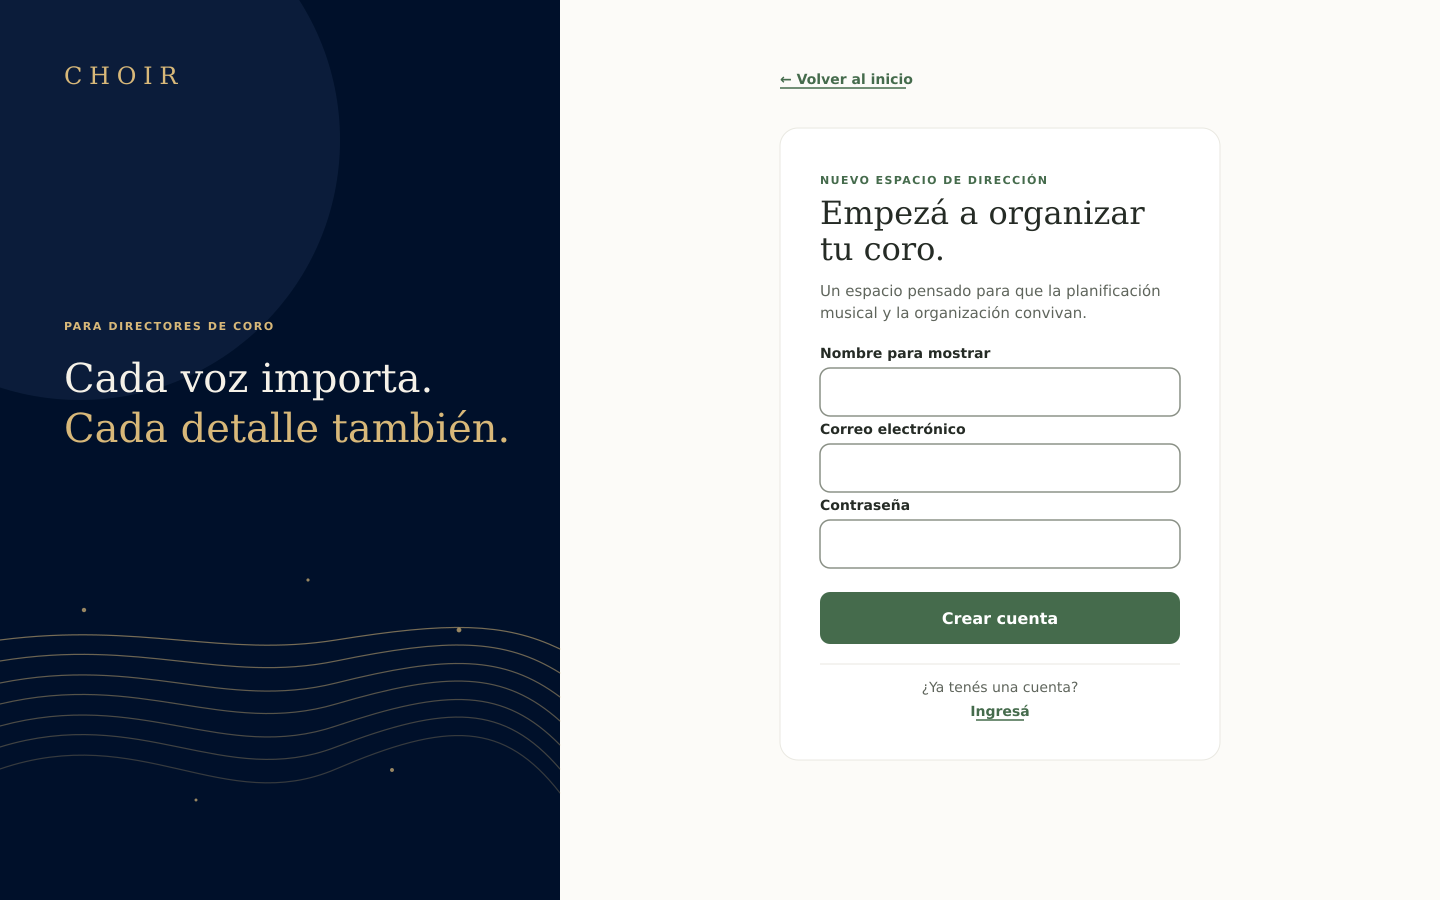 CHOIR
PARA DIRECTORES DE CORO
Cada voz importa.
Cada detalle también.
← Volver al inicio
NUEVO ESPACIO DE DIRECCIÓN
Empezá a organizar
tu coro.
Un espacio pensado para que la planificación
musical y la organización convivan.
Nombre para mostrar
Correo electrónico
Contraseña
Crear cuenta
¿Ya tenés una cuenta?
Ingresá